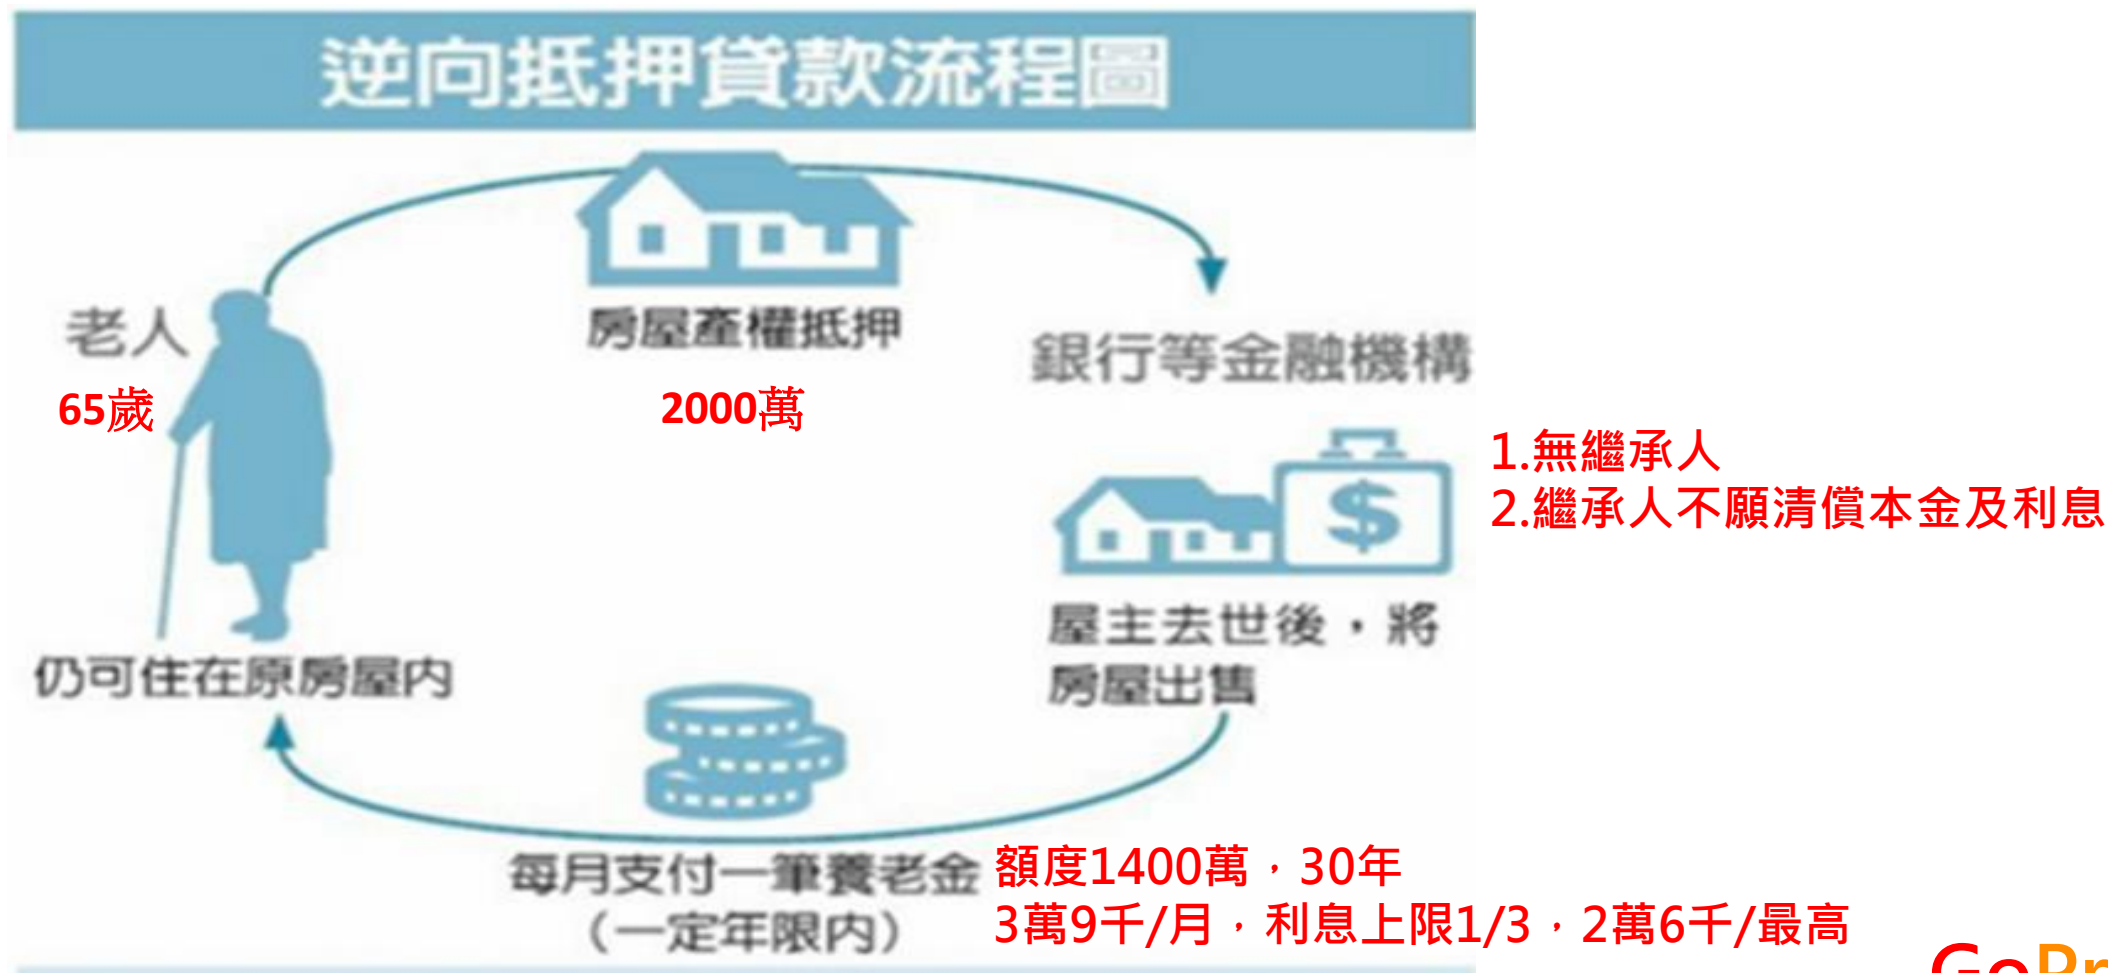 逆向抵押貸款流程圖
老人
65歲
房屋產權抵押
2000萬
銀行等金融機構
1.無繼承人
2.繼承人不願清償本金及利息
$
屋主去世後，將
房屋出售
仍可住在原房屋內
每月支付一筆養老金
（一定年限內）
額度1400萬，30年
3萬9千/月，利息上限1/3，2萬6千/最高